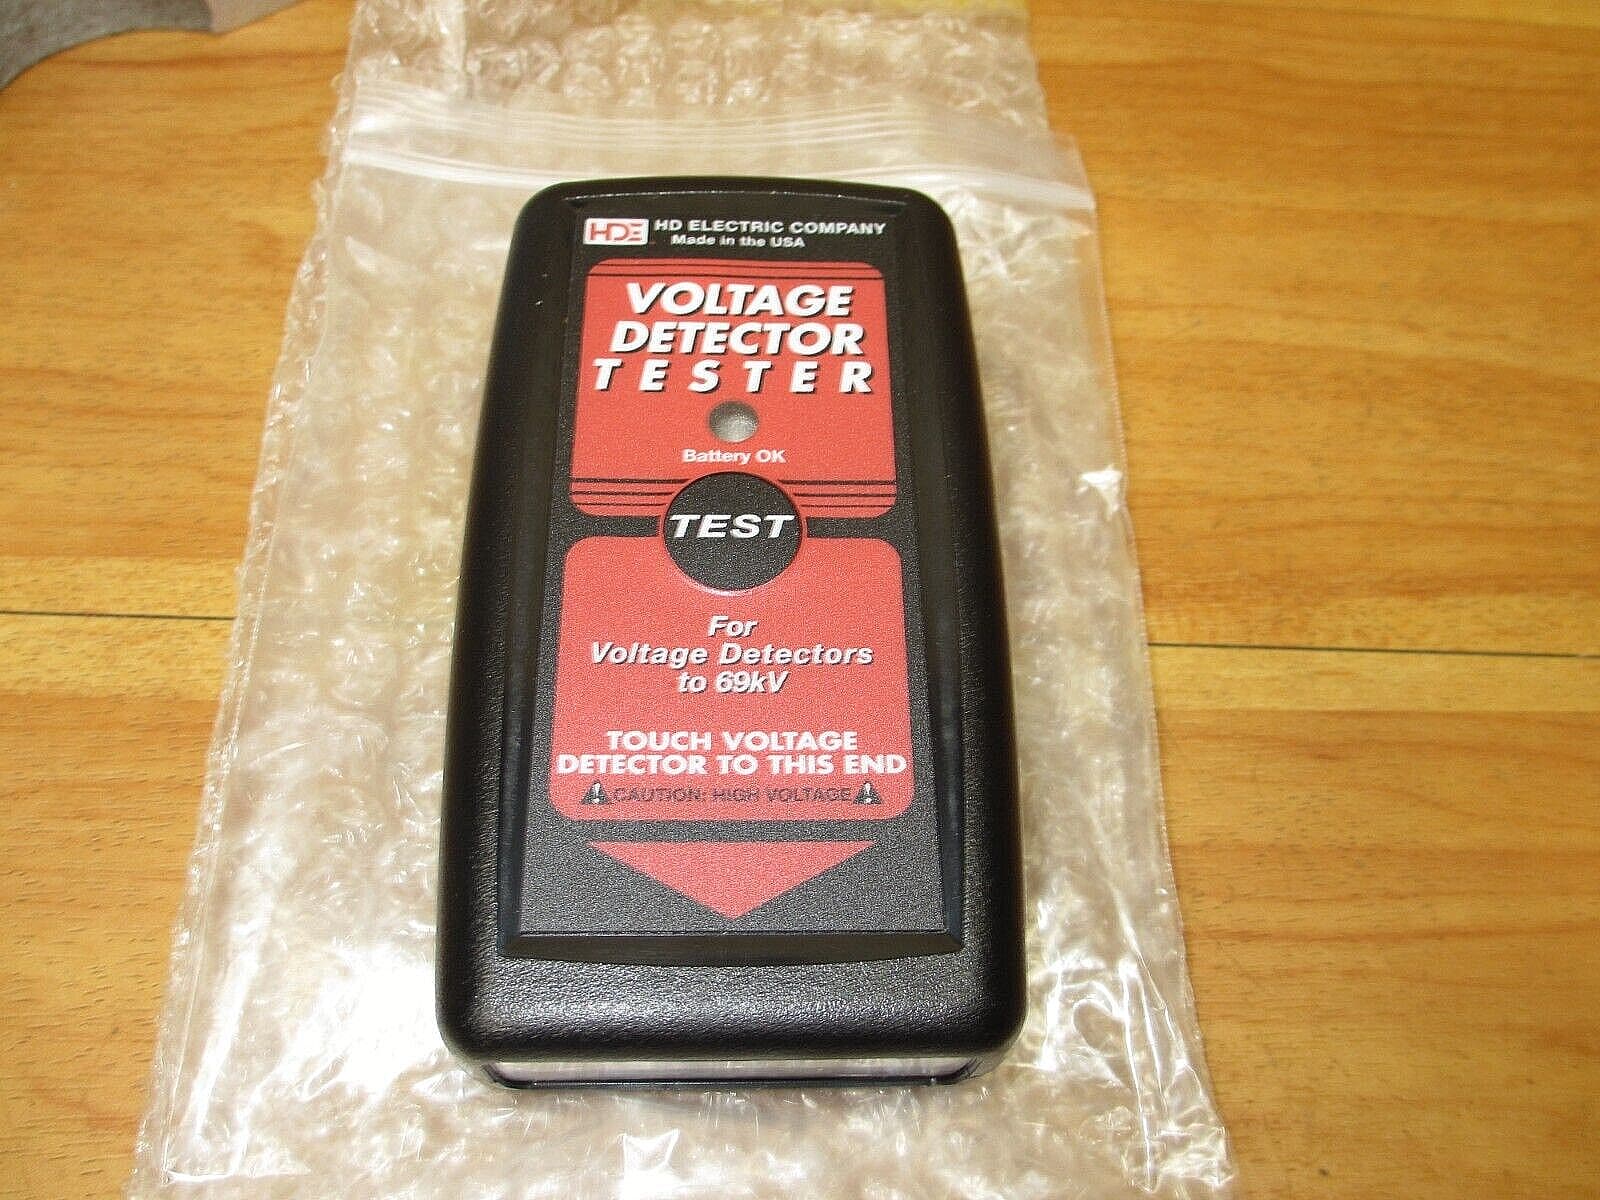 HDE HD ELECTRIC COMPANY
Made in the USA
VOLTAGE
DETECTOR
TESTER
Battery OK
TEST
For
Voltage Detectors
to 69kV
TOUCH VOLTAGE
DETECTOR TO THIS END
CAUTION: HIGH VOLTAGE